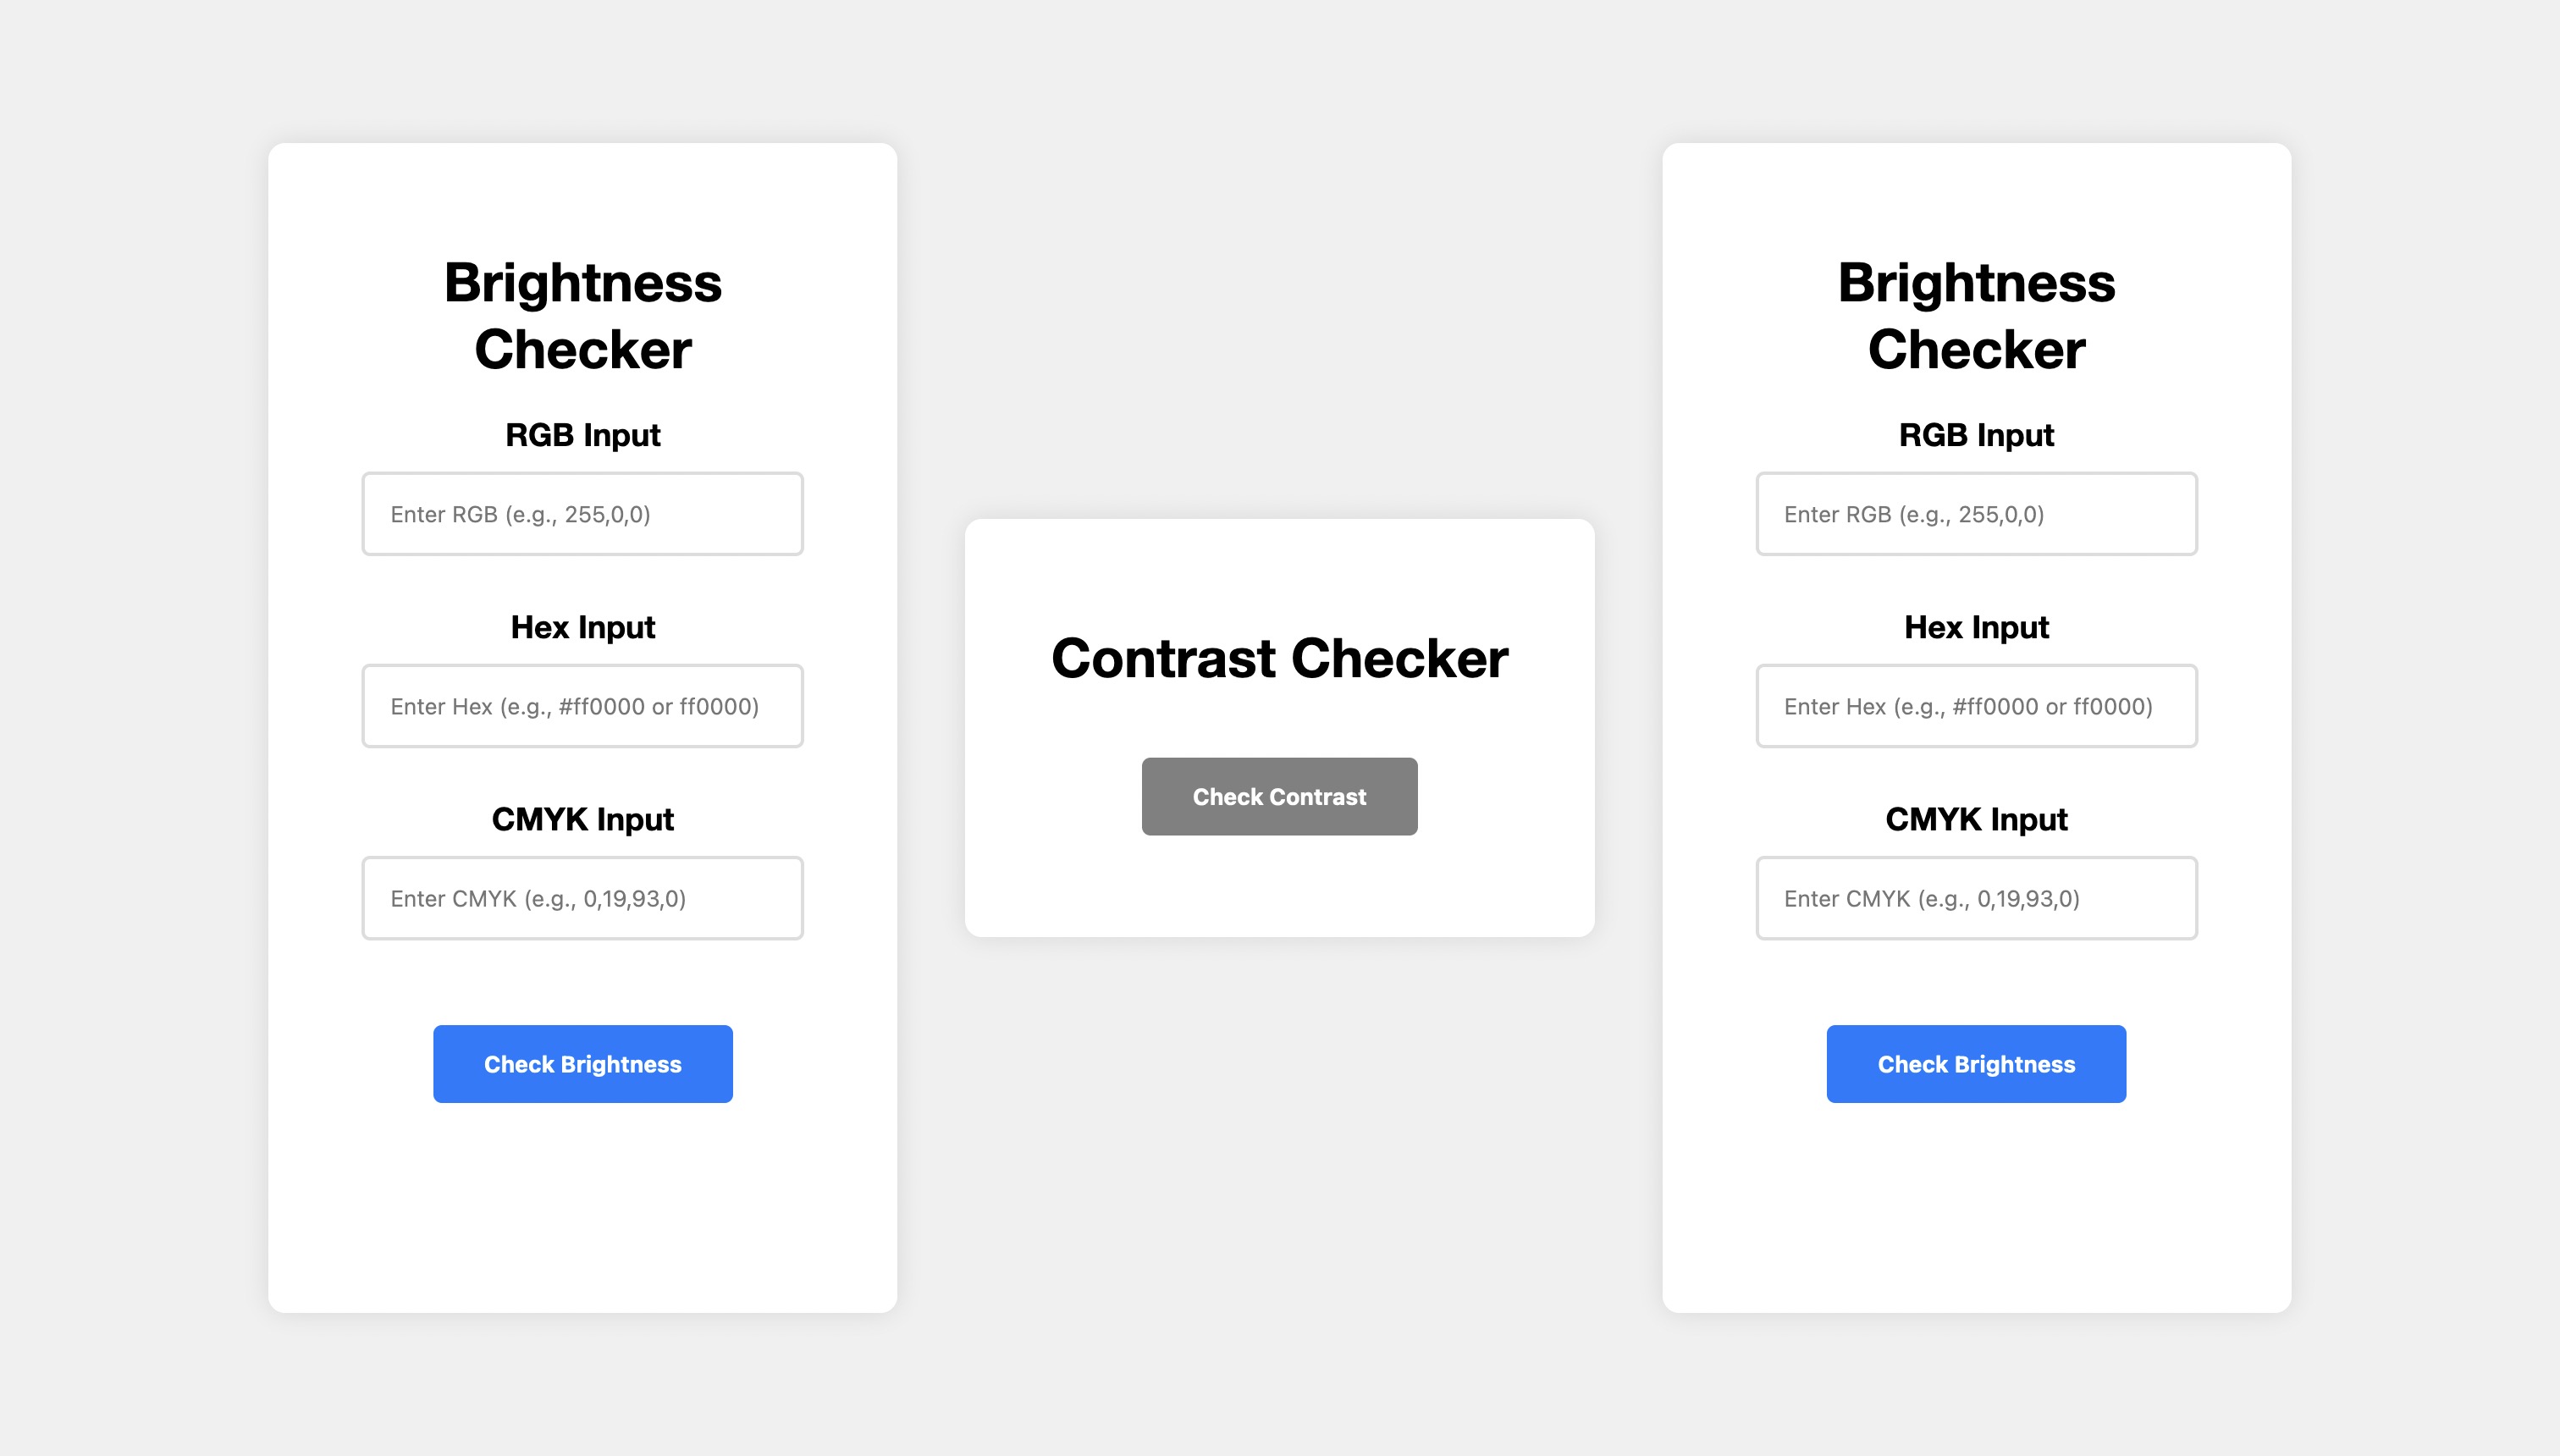 Brightness
Checker
RGB Input
Enter RGB (e.g., 255,0,0)
Hex Input
Enter Hex (e.g., #ff0000 or ff0000)
CMYK Input
Enter CMYK (e.g., 0,19,93,0)
Check Brightness
Contrast Checker
Check Contrast
Brightness
Checker
RGB Input
Enter RGB (e.g., 255,0,0)
Hex Input
Enter Hex (e.g., #ff0000 or ff0000)
CMYK Input
Enter CMYK (e.g., 0,19,93,0)
Check Brightness